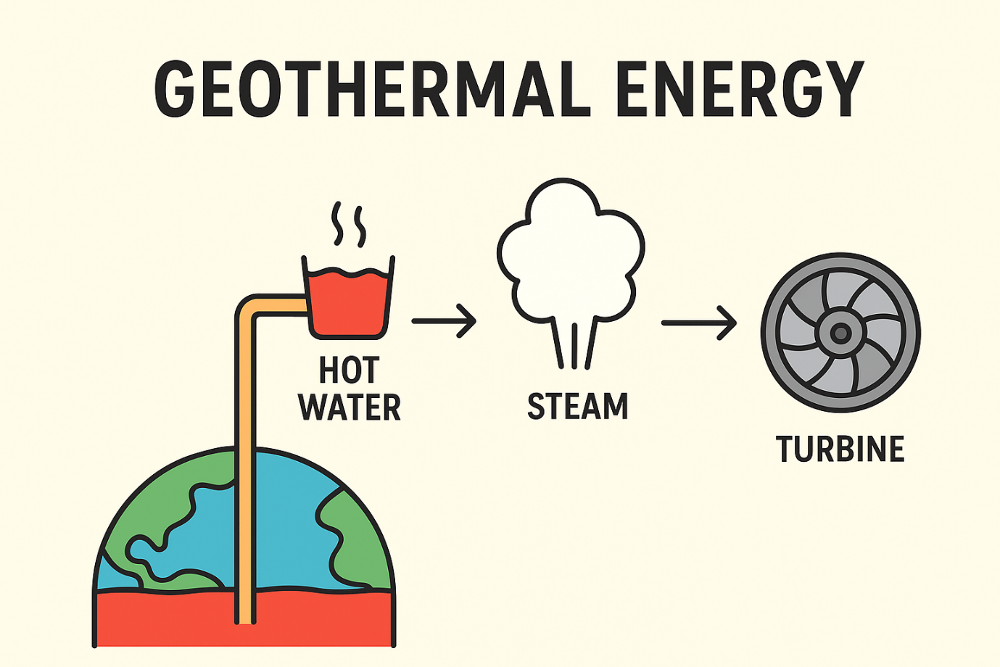 GEOTHERMAL ENERGY
HOT
WATER
STEAM
TURBINE